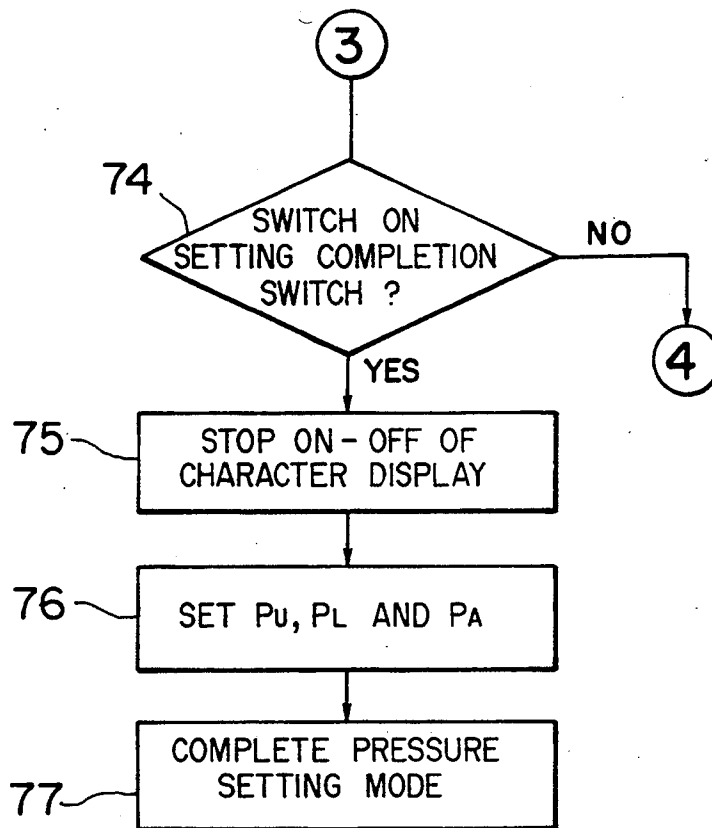 3
74
SWITCH ON
SETTING COMPLETION
SWITCH ?
NO
4
YES
75
STOP ON-OFF OF
CHARACTER DISPLAY
76
SET PU, PL AND PA
COMPLETE PRESSURE
SETTING MODE
77